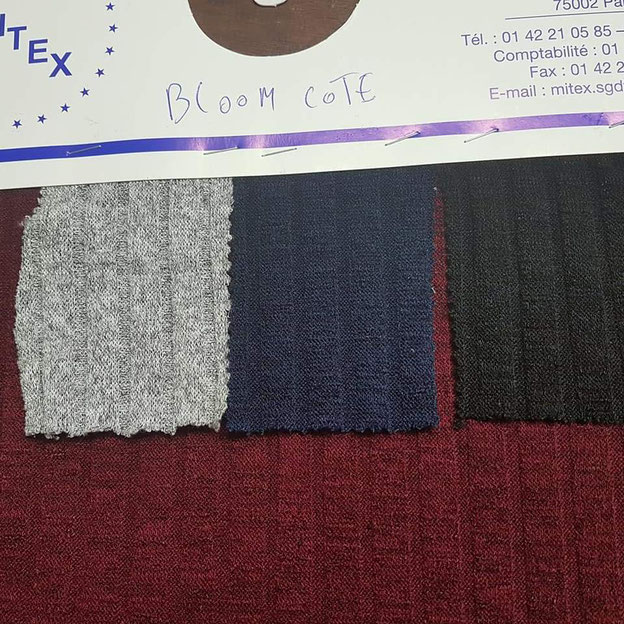 ITEX
75002 Pa
Tél. : 01 42 21 05 85 –
Comptabilité : 01
Fax : 01 42 2
E-mail : mitex.sgd
BLOOM COTE